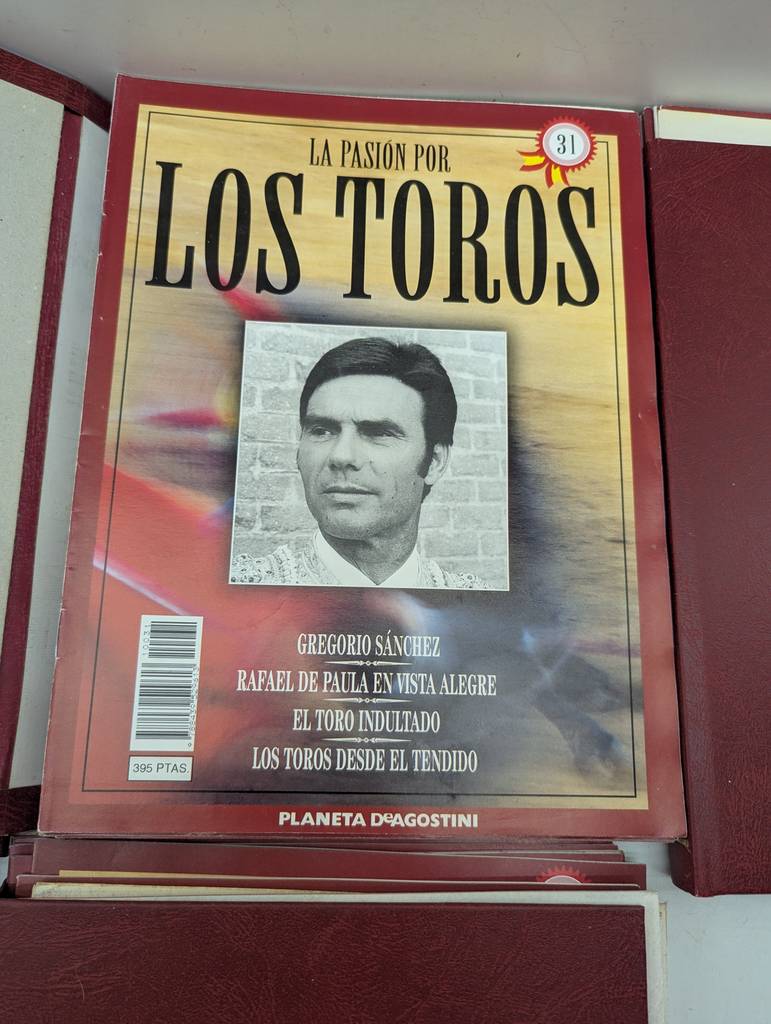 31
LA PASIÓN POR
LOS TOROS
GREGORIO SÁNCHEZ
RAFAEL DE PAULA EN VISTA ALEGRE
EL TORO INDULTADO
LOS TOROS DESDE EL TENDIDO
10031
395 PTAS.
PLANETA DeAGOSTINI